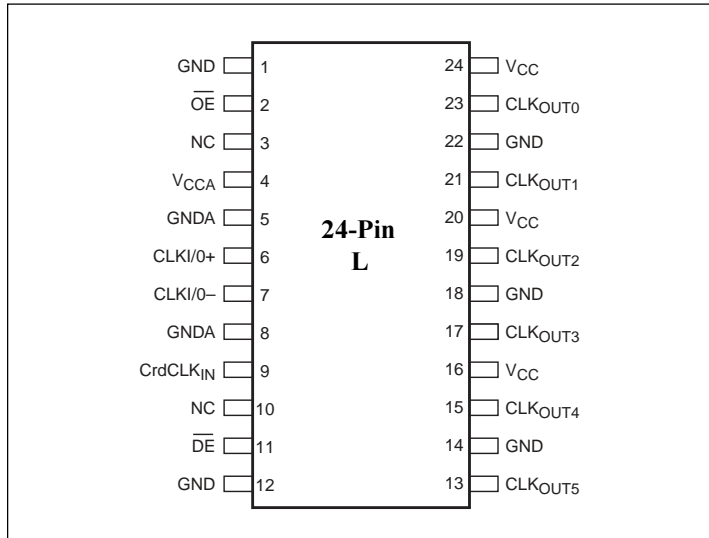 GND 1 24 VCC
OE 2 23 CLKOUT0
NC 3 22 GND
VCCA 4 21 CLKOUT1
GNDA 5 20 VCC
CLKI/0+ 6 19 CLKOUT2
CLKI/0– 7 18 GND
GNDA 8 17 CLKOUT3
CrdCLKIN 9 16 VCC
NC 10 15 CLKOUT4
DE 11 14 GND
GND 12 13 CLKOUT5
24-Pin
L